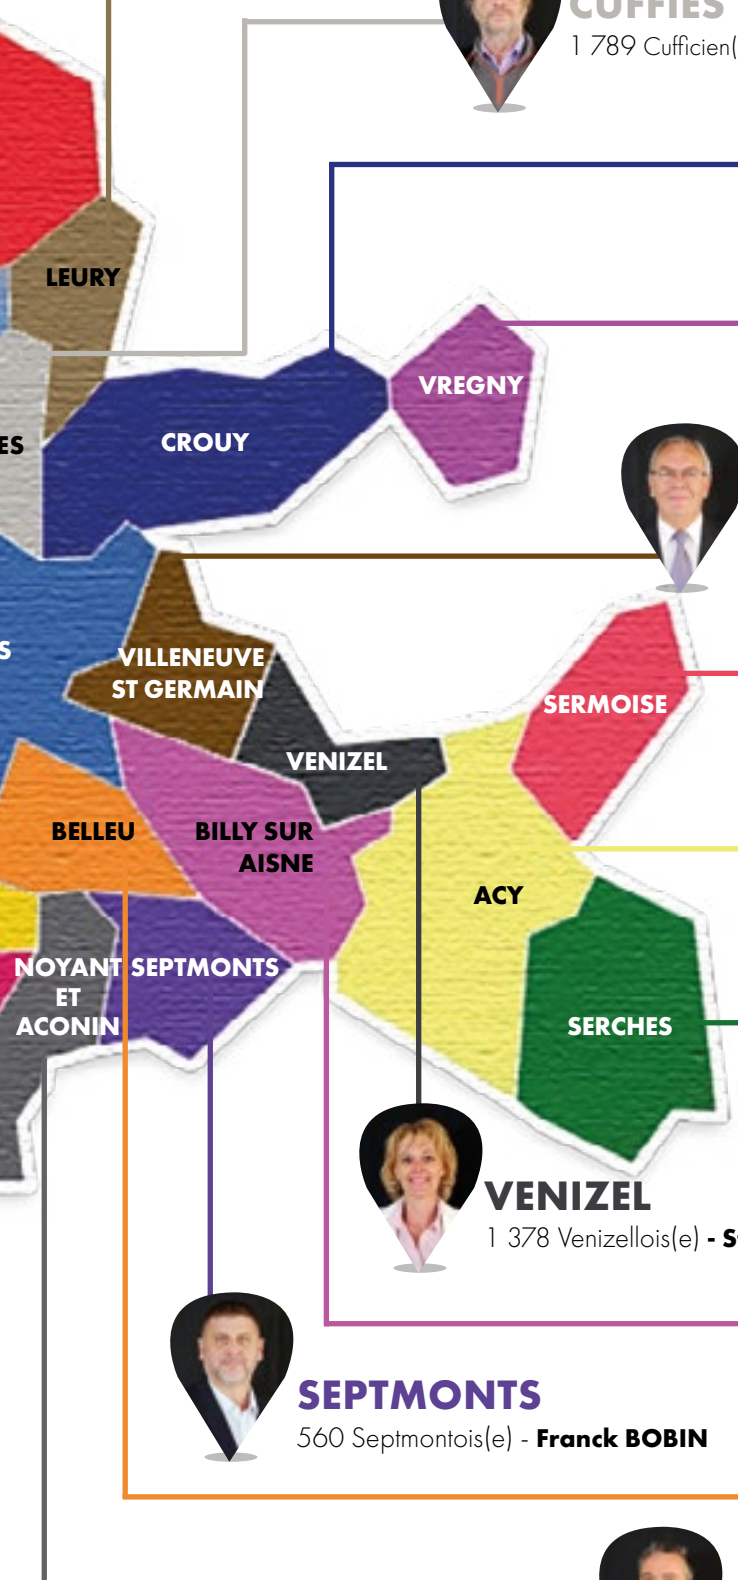 CUFFIES
1 789 Cufficien(
LEURY
VREGNY
CROUY
ES
S
VILLENEUVE
ST GERMAIN
SERMOISE
VENIZEL
BELLEU
BILLY SUR
AISNE
ACY
NOYANT
ET
ACONIN
SEPTMONTS
SERCHES
VENIZEL
1 378 Venizellois(e) - S
SEPTMONTS
560 Septmontois(e) - Franck BOBIN